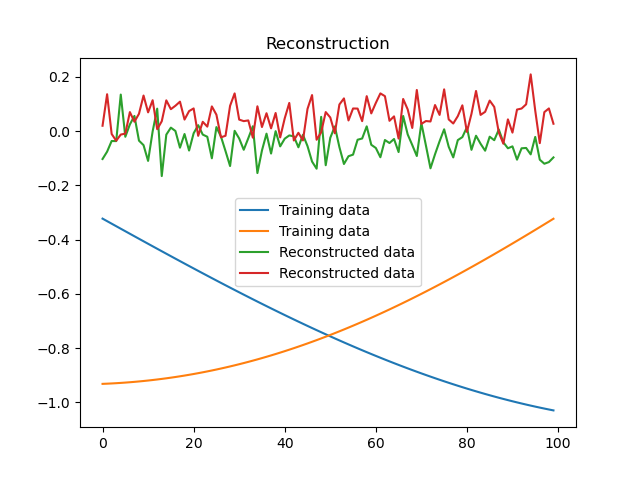 Reconstruction
0.2
0.0
−0.2
−0.4
−0.6
−0.8
−1.0
Training data
Training data
Reconstructed data
Reconstructed data
0 20 40 60 80 100